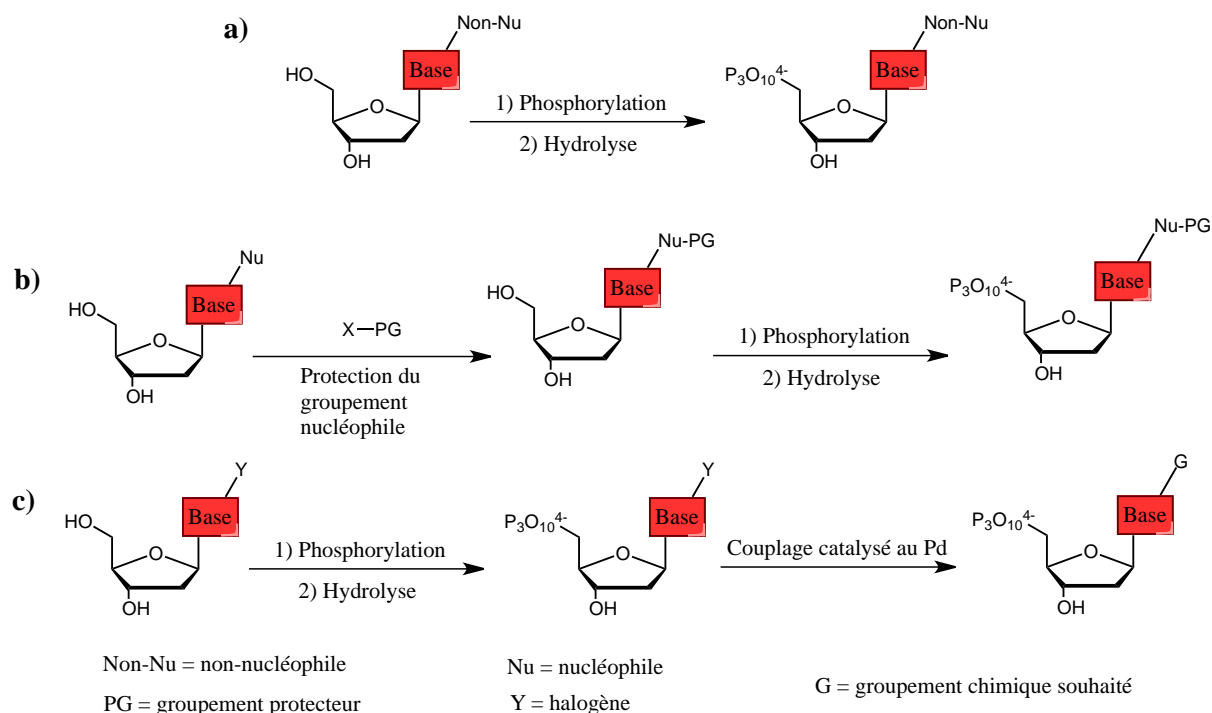 a)
Non-Nu
Base
HO
O
OH
1) Phosphorylation
2) Hydrolyse
Non-Nu
Base
P3O10 4-
O
OH
b)
Nu
Base
HO
O
OH
X—PG
Protection du
groupement
nucléophile
Nu-PG
Base
HO
O
OH
1) Phosphorylation
2) Hydrolyse
Nu-PG
Base
P3O10 4-
O
OH
c)
Y
Base
HO
O
OH
1) Phosphorylation
2) Hydrolyse
Y
Base
P3O10 4-
O
OH
Couplage catalysé au Pd
G
Base
P3O10 4-
O
OH
Non-Nu = non-nucléophile
PG = groupement protecteur
Nu = nucléophile
Y = halogène
G = groupement chimique souhaité